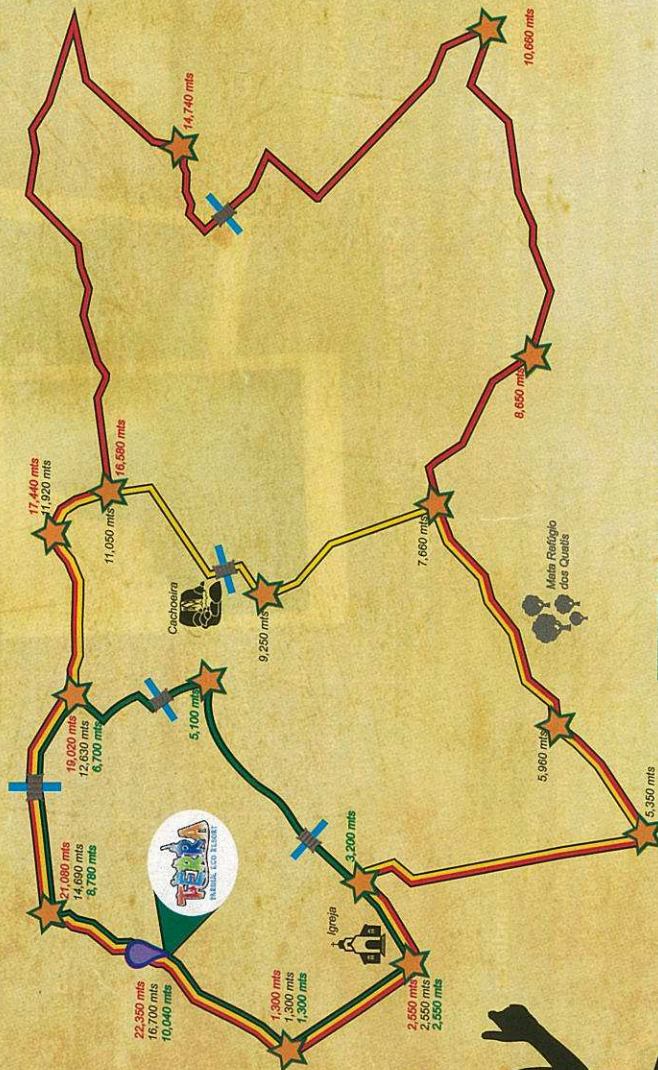 14,740 mts
10,660 mts
17,440 mts
11,920 mts
16,580 mts
11,050 mts
Cachoeira
9,250 mts
7,660 mts
8,650 mts
19,020 mts
12,630 mts
6,700 mts
5,100 mts
Mata Refúgio
dos Quatis
5,960 mts
5,350 mts
21,080 mts
14,690 mts
8,780 mts
TERRA
PARQUE ECO RESORT
3,200 mts
Igreja
22,350 mts
16,700 mts
10,040 mts
1,300 mts
1,300 mts
1,300 mts
2,550 mts
2,550 mts
2,550 mts